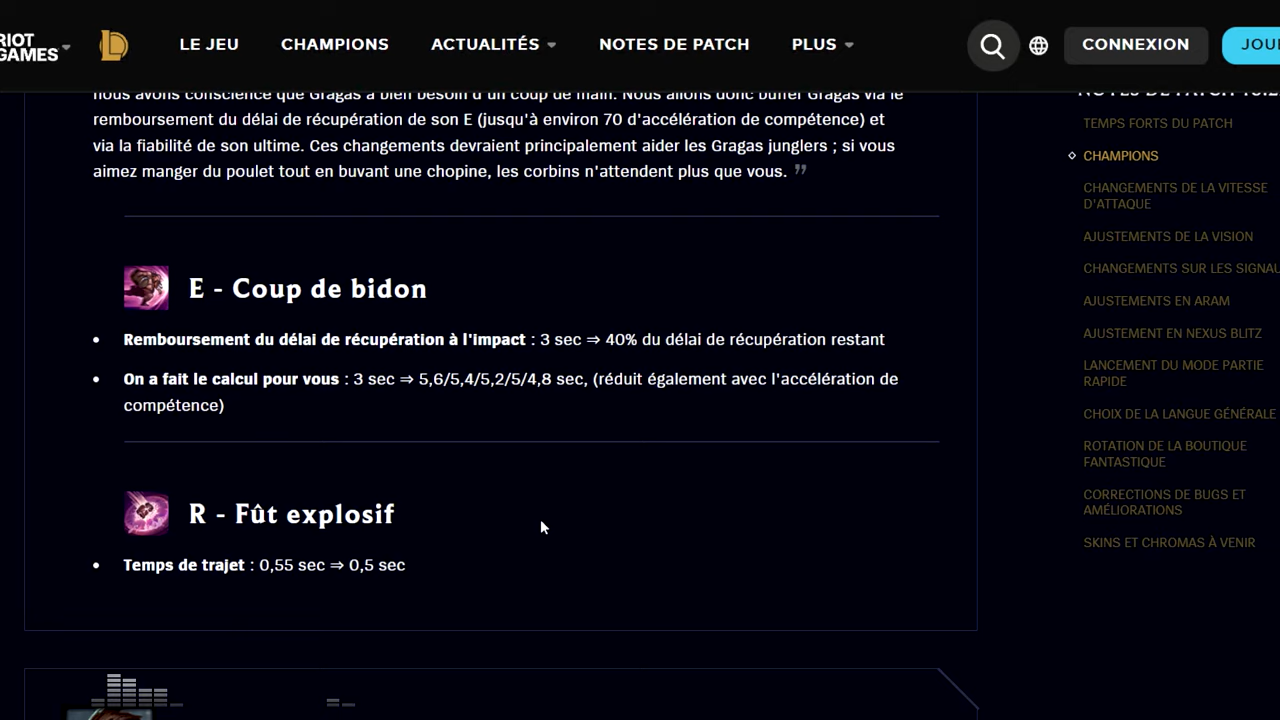 RIOT
GAMES
LE JEU
CHAMPIONS
ACTUALITÉS
NOTES DE PATCH
PLUS
CONNEXION
nous avons conscience que Gragas a bien besoin d'un coup de main. Nous allons donc buffer Gragas via le
remboursement du délai de récupération de son E (jusqu'à environ 70 d'accélération de compétence) et
via la fiabilité de son ultime. Ces changements devraient principalement aider les Gragas junglers ; si vous
aimez manger du poulet tout en buvant une chopine, les corbins n'attendent plus que vous. ”
E - Coup de bidon
• Remboursement du délai de récupération à l'impact : 3 sec ⇒ 40% du délai de récupération restant
• On a fait le calcul pour vous : 3 sec ⇒ 5,6/5,4/5,2/5/4,8 sec, (réduit également avec l'accélération de
compétence)
R - Fût explosif
• Temps de trajet : 0,55 sec ⇒ 0,5 sec
NOTES DE PATCH
TEMPS FORTS DU PATCH
CHAMPIONS
CHANGEMENTS DE LA VITESSE
D'ATTAQUE
AJUSTEMENTS DE LA VISION
CHANGEMENTS SUR LES SIGNAU
AJUSTEMENTS EN ARAM
AJUSTEMENT EN NEXUS BLITZ
LANCEMENT DU MODE PARTIE
RAPIDE
CHOIX DE LA LANGUE GÉNÉRALE
ROTATION DE LA BOUTIQUE
FANTASTIQUE
CORRECTIONS DE BUGS ET
AMÉLIORATIONS
SKINS ET CHROMAS À VENIR